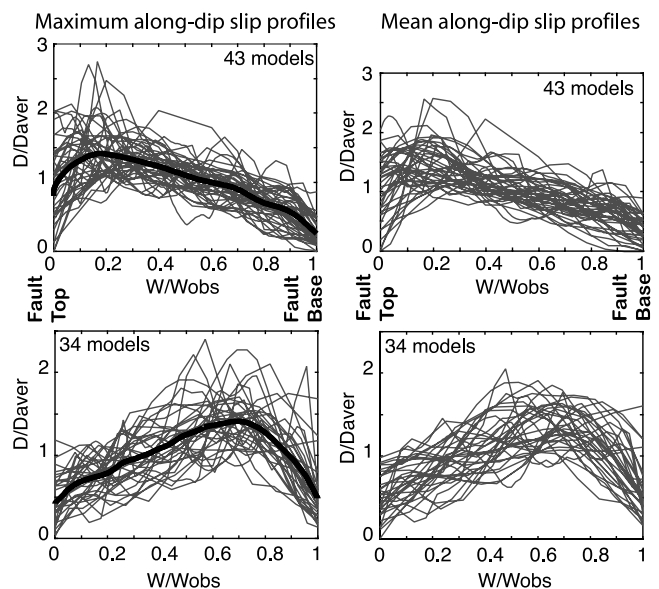 Maximum along-dip slip profiles
Mean along-dip slip profiles
3
43 models
2
D/Daver
1
0
0 0.2 0.4 0.6 0.8 1
W/Wobs
Fault Top
Fault Base
3
43 models
2
D/Daver
1
0
0 0.2 0.4 0.6 0.8 1
W/Wobs
Fault Top
Fault Base
34 models
2
D/Daver
1
0
0 0.2 0.4 0.6 0.8 1
W/Wobs
34 models
2
D/Daver
1
0
0 0.2 0.4 0.6 0.8 1
W/Wobs